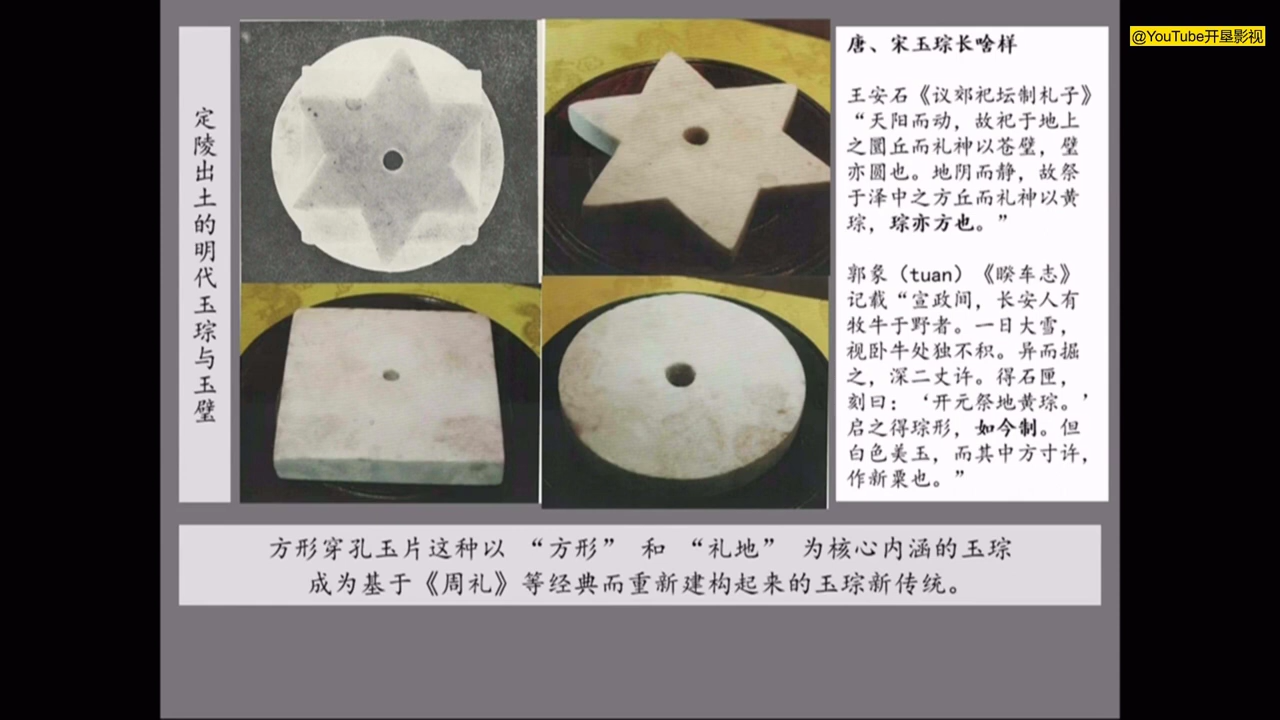 @YouTube开垦影视
定陵出土的明代玉琮与玉璧
唐、宋玉琮长啥样
王安石《议郊祀坛制札子》
“天阳而动，故祀于地上
之圜丘而礼神以苍璧，璧
亦圆也。地阴而静，故祭
于泽中之方丘而礼神以黄
琮，琮亦方也。”
郭彖（tuan）《睽车志》
记载“宣政间，长安人有
牧牛于野者。一日大雪，
视卧牛处独不积。异而掘
之，深二丈许。得石匣，
刻曰：‘开元祭地黄琮。’
启之得琮形，如今制。但
白色美玉，而其中方寸许，
作新粟也。”
方形穿孔玉片这种以 “方形” 和 “礼地” 为核心内涵的玉琮
成为基于《周礼》等经典而重新建构起来的玉琮新传统。